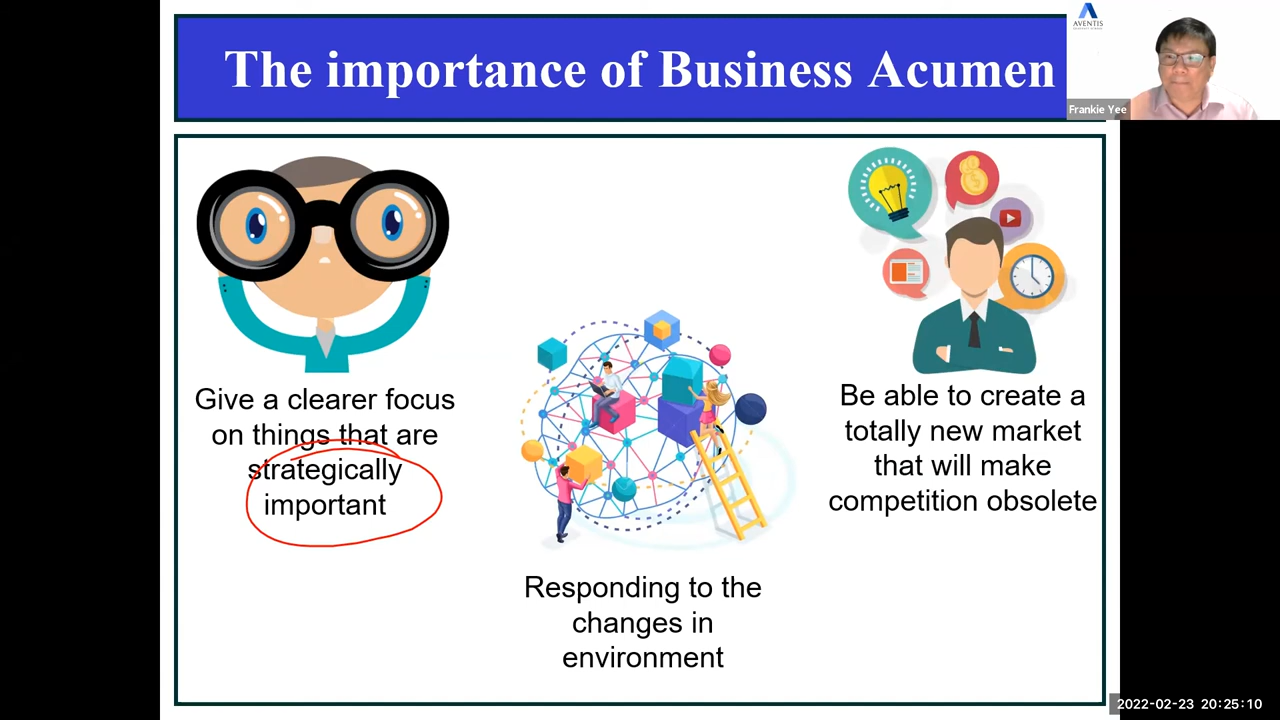 The importance of Business Acumen
AVENTIS
Frankie Yee
Give a clearer focus
on things that are
strategically
important
Responding to the
changes in
environment
Be able to create a
totally new market
that will make
competition obsolete
2022-02-23 20:25:10